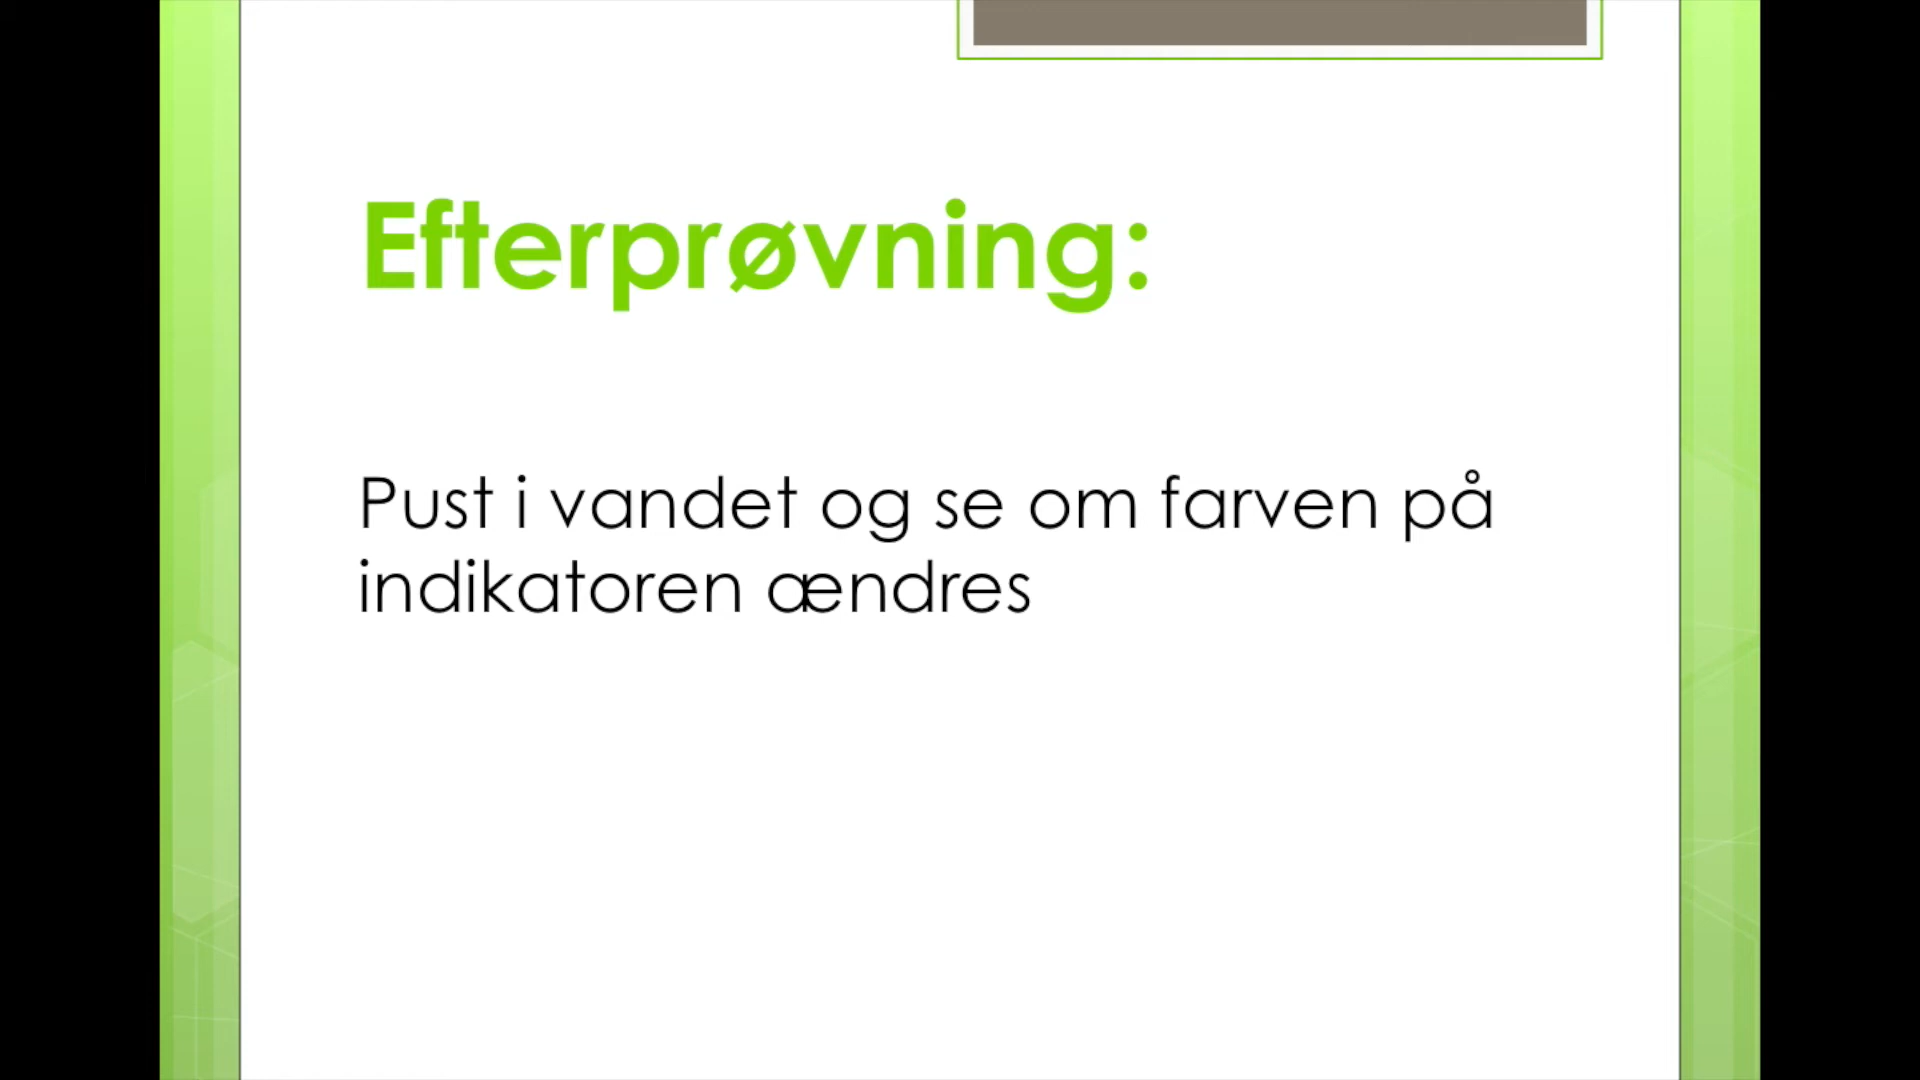 Efterprøvning:
Pust i vandet og se om farven på
indikatoren ændres